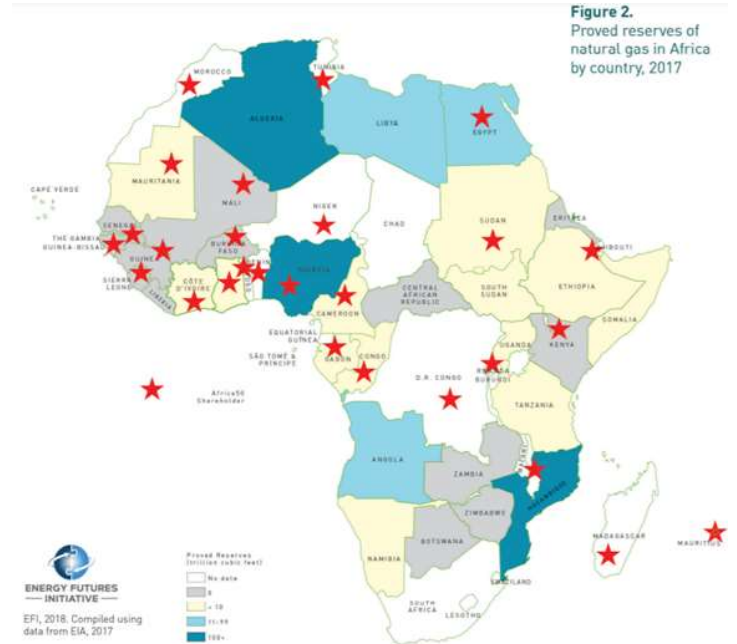 Figure 2.
Proved reserves of
natural gas in Africa
by country, 2017
MOROCCO
TUNISIA
ALGERIA
LIBYA
EGYPT
MAURITANIA
MALI
NIGER
CHAD
SUDAN
ERITREA
CAPE VERDE
SENEGAL
THE GAMBIA
GUINEA-BISSAU
GUINEA
SIERRA
LEONE
LIBERIA
CÔTE
D'IVOIRE
BURKINA
FASO
NIGERIA
CAMEROON
CENTRAL
AFRICAN
REPUBLIC
SOUTH
SUDAN
ETHIOPIA
DJIBOUTI
SOMALIA
EQUATORIAL
GUINEA
SÃO TOMÉ &
PRÍNCIPE
GABON
CONGO
D.R. CONGO
UGANDA
KENYA
RWANDA
BURUNDI
TANZANIA
Africa50
Shareholder
ANGOLA
ZAMBIA
MOZAMBIQUE
ZIMBABWE
MADAGASCAR
MAURITIUS
NAMIBIA
BOTSWANA
SWAZILAND
SOUTH
AFRICA
LESOTHO
ENERGY FUTURES
INITIATIVE
EFI, 2018. Compiled using
data from EIA, 2017
Proved Reserves
(trillion cubic feet)
No data
0
< 10
11-99
100+